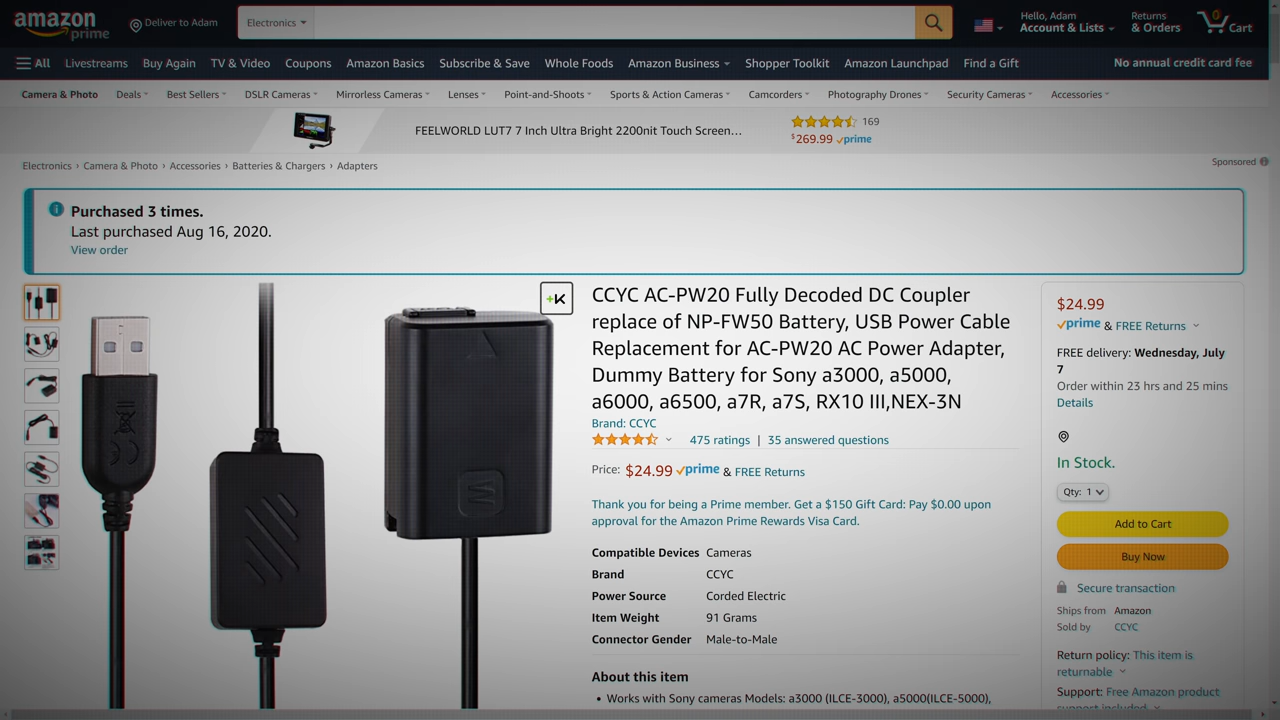 amazon
prime
Deliver to Adam
Electronics
Hello, Adam
Account & Lists
Returns
& Orders
0
Cart
All
Livestreams
Buy Again
TV & Video
Coupons
Amazon Basics
Subscribe & Save
Whole Foods
Amazon Business
Shopper Toolkit
Amazon Launchpad
Find a Gift
No annual credit card fee
Camera & Photo
Deals
Best Sellers
DSLR Cameras
Mirrorless Cameras
Lenses
Point-and-Shoots
Sports & Action Cameras
Camcorders
Photography Drones
Security Cameras
Accessories
FEELWORLD LUT7 7 Inch Ultra Bright 2200nit Touch Screen…
169
$269.99 prime
Electronics › Camera & Photo › Accessories › Batteries & Chargers › Adapters
Sponsored
Purchased 3 times.
Last purchased Aug 16, 2020.
View order
+K
CCYC AC-PW20 Fully Decoded DC Coupler
replace of NP-FW50 Battery, USB Power Cable
Replacement for AC-PW20 AC Power Adapter,
Dummy Battery for Sony a3000, a5000,
a6000, a6500, a7R, a7S, RX10 III,NEX-3N
Brand: CCYC
475 ratings | 35 answered questions
Price: $24.99 prime & FREE Returns
Thank you for being a Prime member. Get a $150 Gift Card: Pay $0.00 upon
approval for the Amazon Prime Rewards Visa Card.
Compatible Devices Cameras
Brand CCYC
Power Source Corded Electric
Item Weight 91 Grams
Connector Gender Male-to-Male
About this item
• Works with Sony cameras Models: a3000 (ILCE-3000), a5000(ILCE-5000),
$24.99
prime & FREE Returns
FREE delivery: Wednesday, July
7
Order within 23 hrs and 25 mins
Details
In Stock.
Qty: 1
Add to Cart
Buy Now
Secure transaction
Ships from Amazon
Sold by CCYC
Return policy: This item is
returnable
Support: Free Amazon product
support included